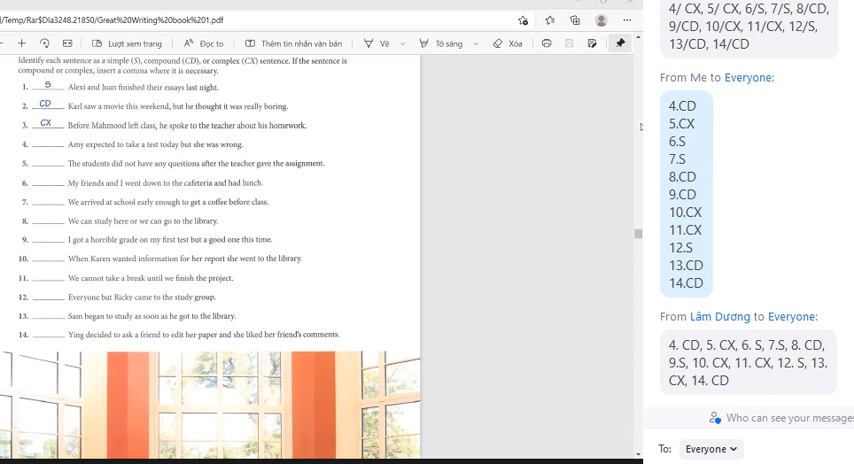 l/Temp/Rar$DIa3248.21850/Great%20Writing%20book%201.pdf
Lượt xem trang
Đọc to
Thêm tin nhắn văn bản
Vẽ
Tô sáng
Xóa
Identify each sentence as a simple (S), compound (CD), or complex (CX) sentence. If the sentence is
compound or complex, insert a comma where it is necessary.
1. S Alexi and Juan finished their essays last night.
2. CD Karl saw a movie this weekend, but he thought it was really boring.
3. CX Before Mahmood left class, he spoke to the teacher about his homework.
4. ______ Amy expected to take a test today but she was wrong.
5. ______ The students did not have any questions after the teacher gave the assignment.
6. ______ My friends and I went down to the cafeteria and had lunch.
7. ______ We arrived at school early enough to get a coffee before class.
8. ______ We can study here or we can go to the library.
9. ______ I got a horrible grade on my first test but a good one this time.
10. ______ When Karen wanted information for her report she went to the library.
11. ______ We cannot take a break until we finish the project.
12. ______ Everyone but Ricky came to the study group.
13. ______ Sam began to study as soon as he got to the library.
14. ______ Ying decided to ask a friend to edit her paper and she liked her friend's comments.
4/ CX, 5/ CX, 6/S, 7/S, 8/CD,
9/CD, 10/CX, 11/CX, 12/S,
13/CD, 14/CD
From Me to Everyone:
4.CD
5.CX
6.S
7.S
8.CD
9.CD
10.CX
11.CX
12.S
13.CD
14.CD
From Lâm Dương to Everyone:
4. CD, 5. CX, 6. S, 7.S, 8. CD,
9.S, 10. CX, 11. CX, 12. S, 13.
CX, 14. CD
Who can see your messages
To: Everyone